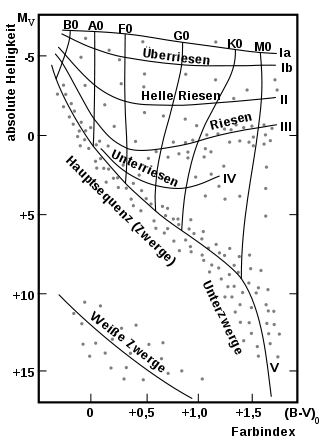 M_V
B0 A0 F0 G0 K0 M0
absolute Helligkeit
Ia
Überriesen
Ib
-5
Helle Riesen
II
Riesen
III
0
Unterriesen
IV
Hauptsequenz (Zwerge)
+5
Unterzwerge
+10
Weiße Zwerge
V
+15
0 +0,5 +1,0 +1,5 (B-V)₀
Farbindex